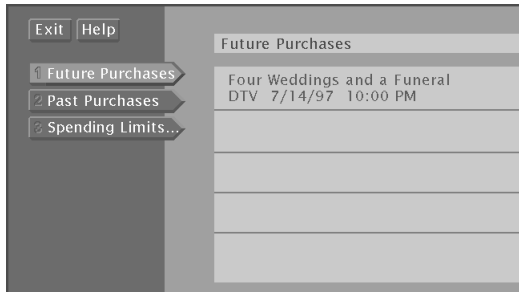 Exit Help
Future Purchases
1 Future Purchases
2 Past Purchases
3 Spending Limits...
Four Weddings and a Funeral
DTV 7/14/97 10:00 PM